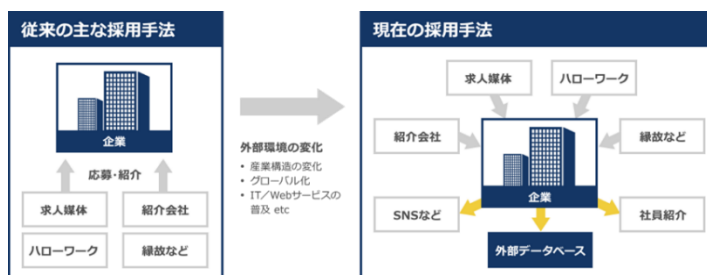 従来の主な採用手法
企業
応募・紹介
求人媒体
紹介会社
ハローワーク
縁故など
外部環境の変化
• 産業構造の変化
• グローバル化
• IT/Webサービスの
普及 etc
現在の採用手法
求人媒体
ハローワーク
紹介会社
縁故など
企業
SNSなど
社員紹介
外部データベース